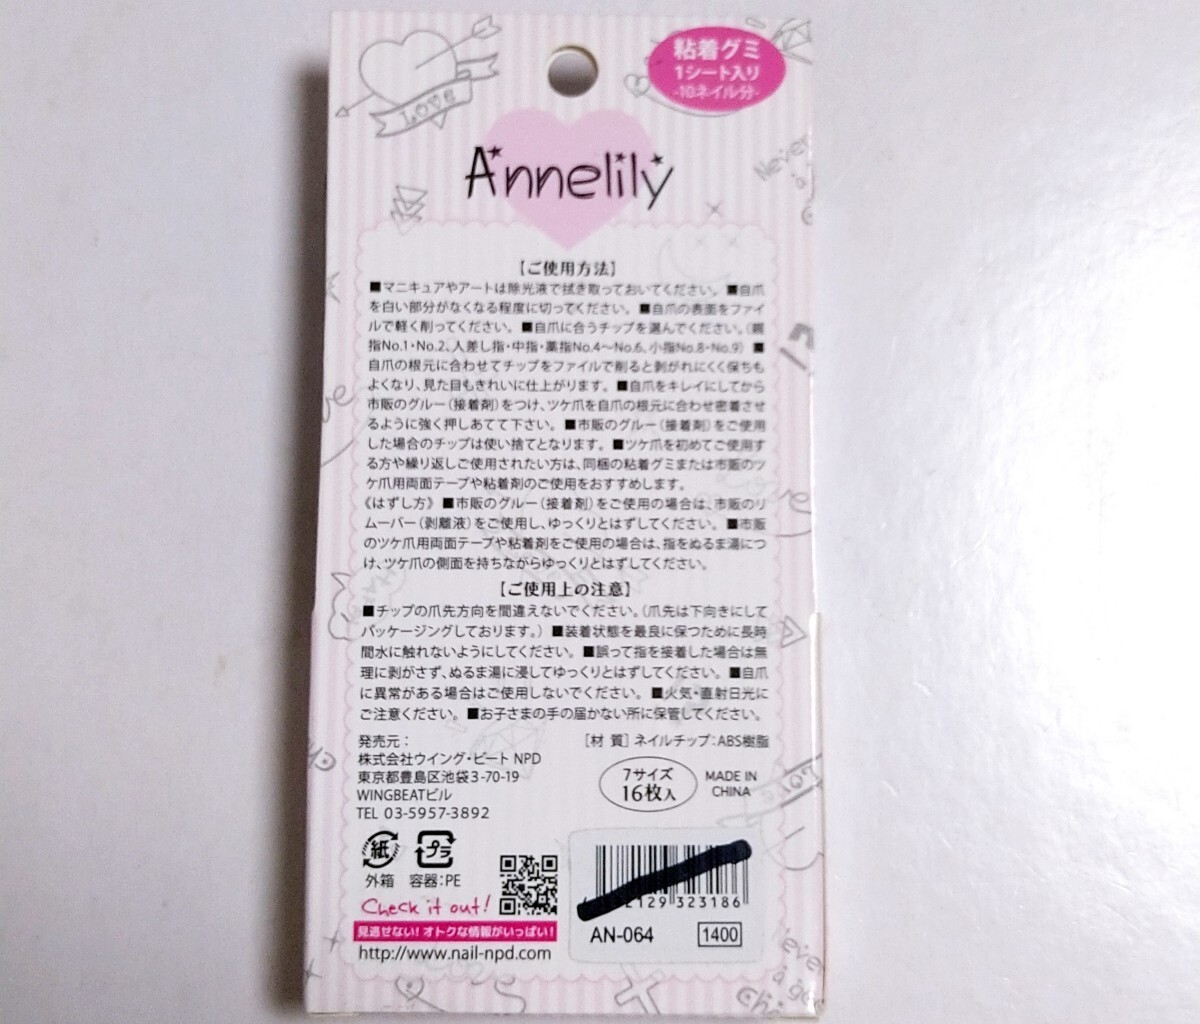 Love
粘着グミ
1シート入り
-10ネイル分-
Annelily
【ご使用方法】
■マニキュアやアートは除光液で拭き取っておいてください。■自爪
を白い部分がなくなる程度に切ってください。■自爪の表面をファイ
ルで軽く削ってください。■自爪に合うチップを選んでください。(親
指No.1・No.2、人差し指・中指・薬指No.4〜No.6、小指No.8・No.9) ■
自爪の根元に合わせてチップをファイルで削ると剥がれにくく保ちも
よくなり、見た目もきれいに仕上がります。■自爪をキレイにしてから
市販のグルー(接着剤)をつけ、ツケ爪を自爪の根元に合わせ密着させ
るように強く押しあてて下さい。■市販のグルー(接着剤)をご使用
した場合のチップは使い捨てとなります。■ツケ爪を初めてご使用す
る方や繰り返しご使用されたい方は、同梱の粘着グミまたは市販のツ
ケ爪用両面テープや粘着剤のご使用をおすすめします。
《はずし方》■市販のグルー(接着剤)をご使用の場合は、市販のリ
ムーバー(剥離液)をご使用し、ゆっくりとはずしてください。■市販
のツケ爪用両面テープや粘着剤をご使用の場合は、指をぬるま湯につ
け、ツケ爪の側面を持ちながらゆっくりとはずしてください。
【ご使用上の注意】
■チップの爪先方向を間違えないでください。(爪先は下向きにして
パッケージングしております。)■装着状態を最良に保つために長時
間水に触れないようにしてください。■誤って指を接着した場合は無
理に剥がさず、ぬるま湯に浸してゆっくりとはずしてください。■自爪
に異常がある場合はご使用しないでください。■火気・直射日光に
ご注意ください。■お子さまの手の届かない所に保管してください。
発売元:
株式会社ウイング・ビート NPD
東京都豊島区池袋3-70-19
WINGBEATビル
TEL 03-5957-3892
[材 質] ネイルチップ:ABS樹脂
7サイズ
16枚入
MADE IN
CHINA
紙
プラ
外箱 容器:PE
Check it out!
見逃せない!オトクな情報がいっぱい!
http://www.nail-npd.com
2129 323186
AN-064
1400